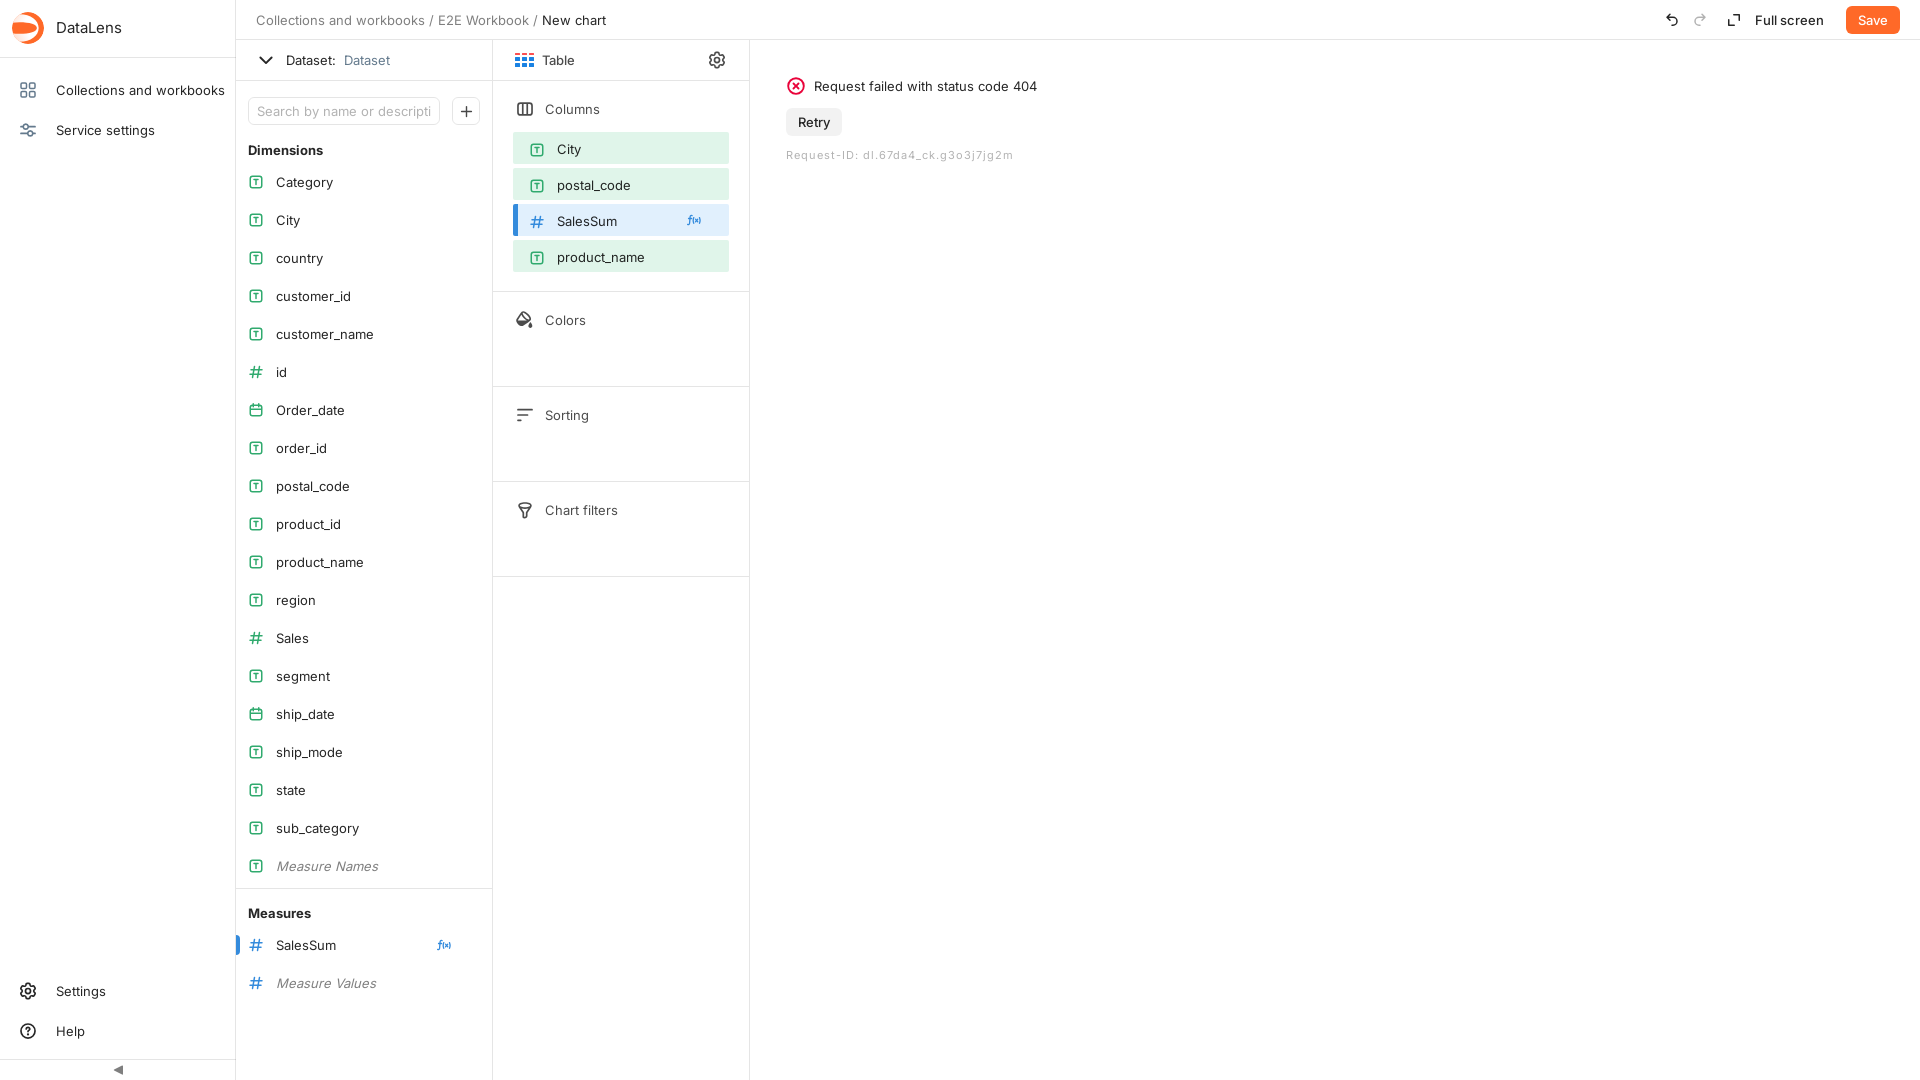 DataLens
Collections and workbooks
Service settings
Settings
Help
Collections and workbooks / E2E Workbook / New chart
Full screen
Save
Dataset: Dataset
Search by name or descripti
Dimensions
Category
City
country
customer_id
customer_name
id
Order_date
order_id
postal_code
product_id
product_name
region
Sales
segment
ship_date
ship_mode
state
sub_category
Measure Names
Measures
SalesSum
Measure Values
Table
Columns
City
postal_code
SalesSum
product_name
Colors
Sorting
Chart filters
Request failed with status code 404
Retry
Request-ID: dl.67da4_ck.g3o3j7jg2m